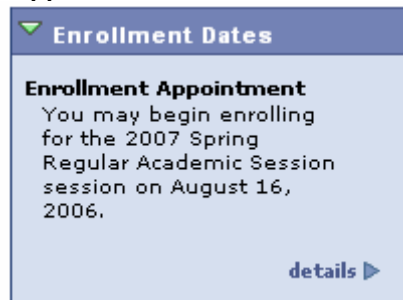 Enrollment Dates
Enrollment Appointment
You may begin enrolling
for the 2007 Spring
Regular Academic Session
session on August 16,
2006.
details